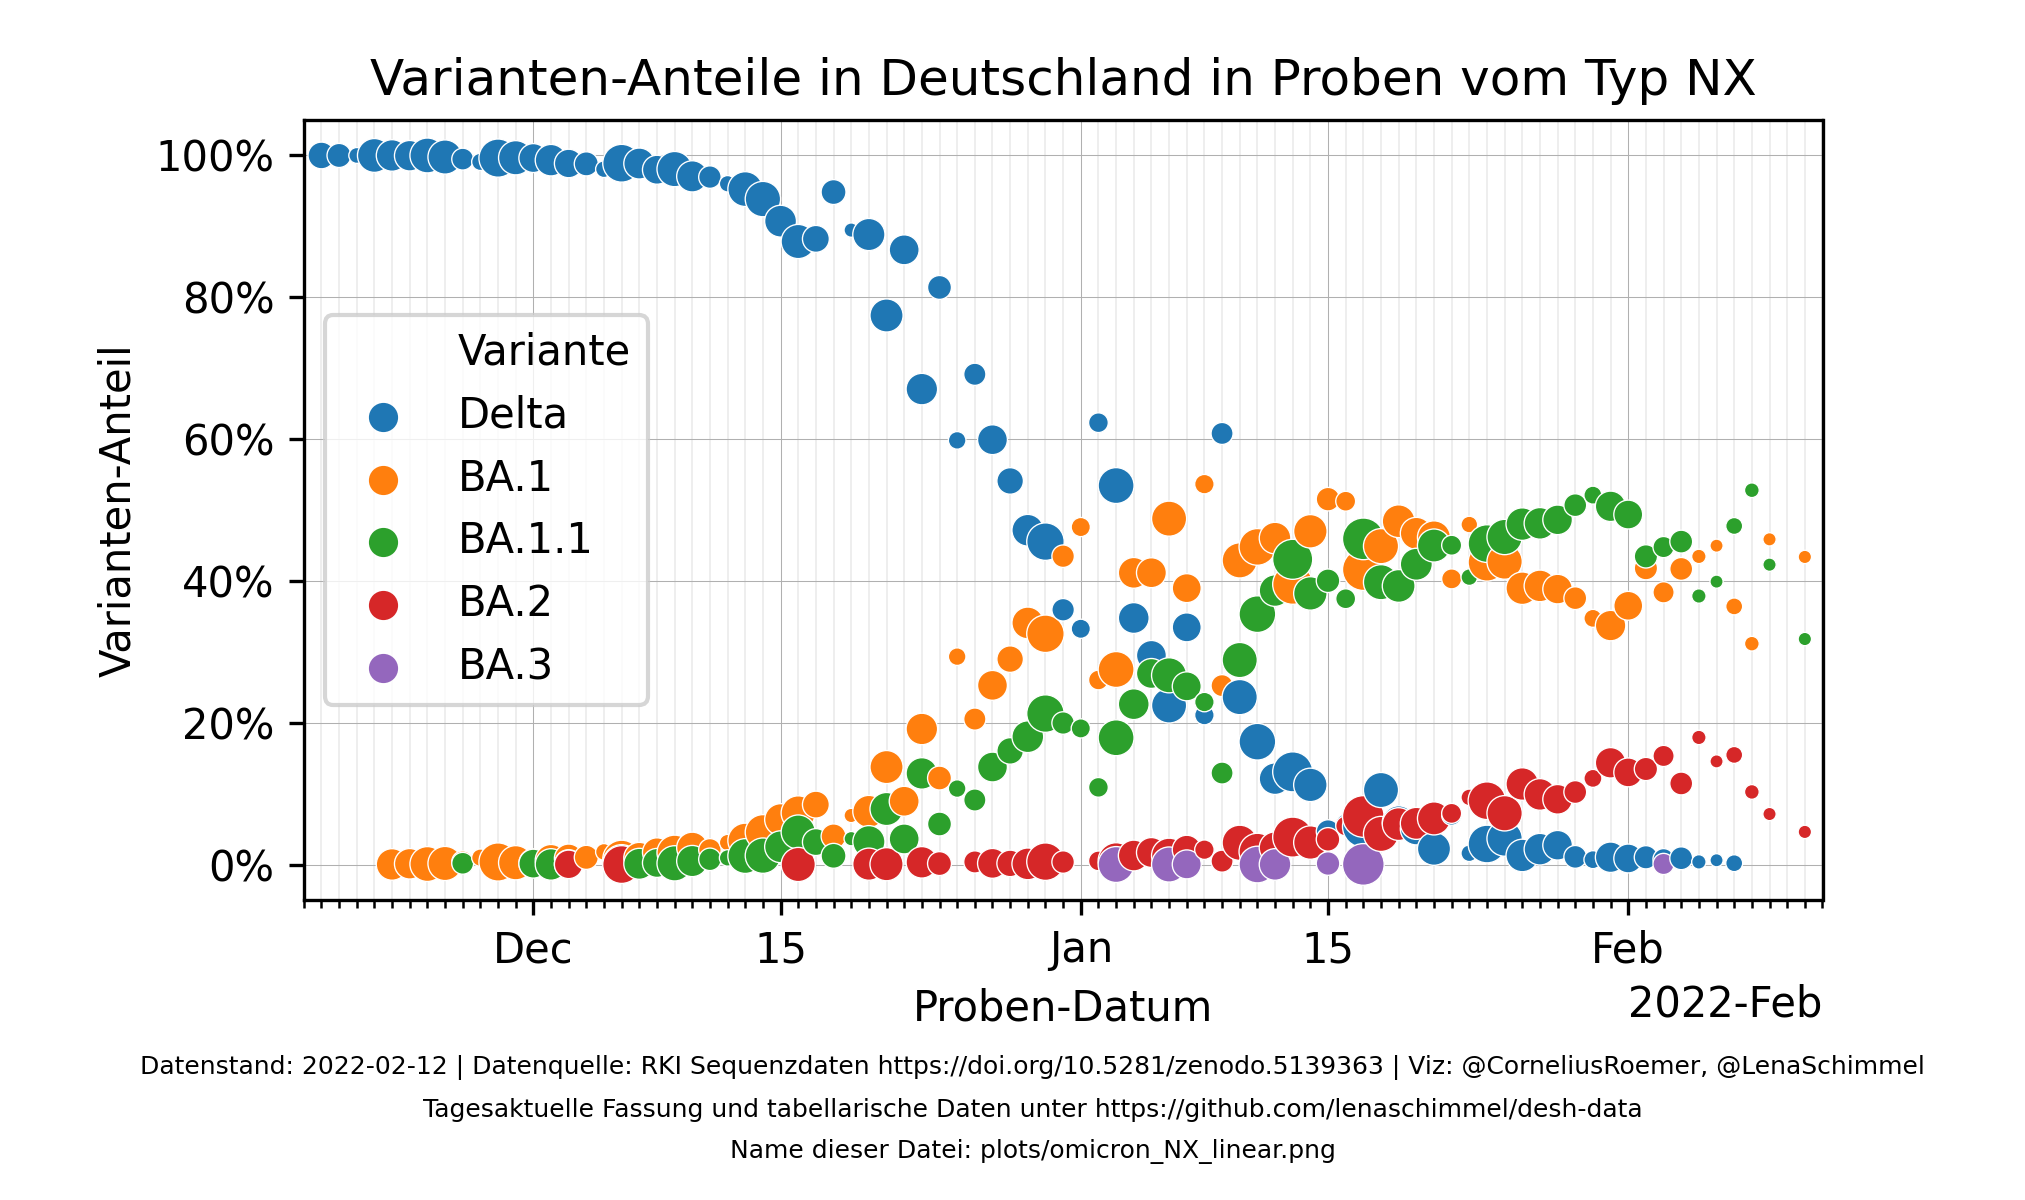 Varianten-Anteile in Deutschland in Proben vom Typ NX
Varianten-Anteil
100%
80%
60%
40%
20%
0%
Variante
Delta
BA.1
BA.1.1
BA.2
BA.3
Dec 15 Jan 15 Feb
Proben-Datum
2022-Feb
Datenstand: 2022-02-12 | Datenquelle: RKI Sequenzdaten https://doi.org/10.5281/zenodo.5139363 | Viz: @CorneliusRoemer, @LenaSchimmel
Tagesaktuelle Fassung und tabellarische Daten unter https://github.com/lenaschimmel/desh-data
Name dieser Datei: plots/omicron_NX_linear.png